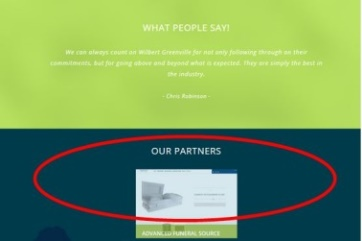 WHAT PEOPLE SAY!
We can always count on Wilbert Greenville for not only following through on their
commitments, but for going above and beyond what is expected. They are simply the best in
the industry.
- Chris Robinson -
OUR PARTNERS
ADVANCED FUNERAL SOURCE